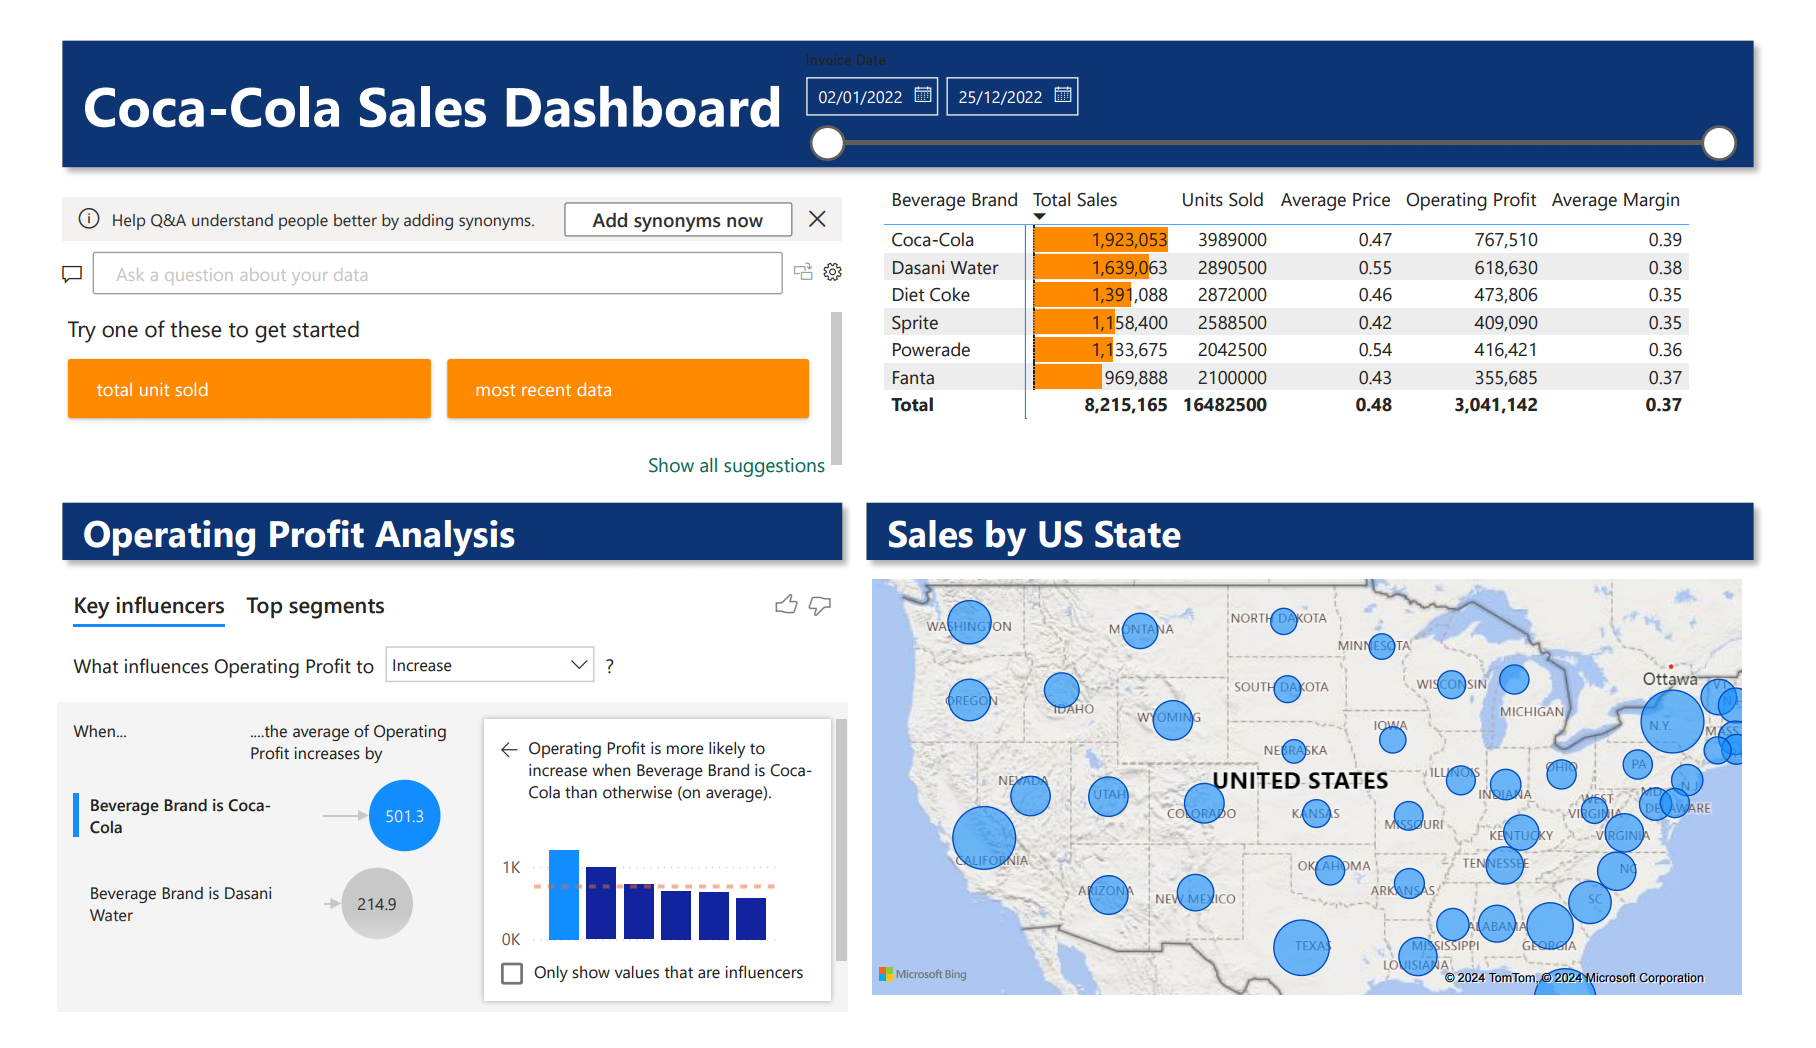 Invoice Date
Coca-Cola Sales Dashboard
02/01/2022 25/12/2022
Help Q&A understand people better by adding synonyms. Add synonyms now
Ask a question about your data
Try one of these to get started
total unit sold most recent data
Show all suggestions
Beverage Brand Total Sales Units Sold Average Price Operating Profit Average Margin
Coca-Cola 1,923,053 3989000 0.47 767,510 0.39
Dasani Water 1,639,063 2890500 0.55 618,630 0.38
Diet Coke 1,391,088 2872000 0.46 473,806 0.35
Sprite 1,158,400 2588500 0.42 409,090 0.35
Powerade 1,133,675 2042500 0.54 416,421 0.36
Fanta 969,888 2100000 0.43 355,685 0.37
Total 8,215,165 16482500 0.48 3,041,142 0.37
Operating Profit Analysis
Key influencers Top segments
What influences Operating Profit to Increase ?
When...
....the average of Operating
Profit increases by
Beverage Brand is Coca-
Cola
501.3
Beverage Brand is Dasani
Water
214.9
Operating Profit is more likely to
increase when Beverage Brand is Coca-
Cola than otherwise (on average).
1K
0K
Only show values that are influencers
Sales by US State
WASHINGTON
MONTANA
NORTH DAKOTA
MINNESOTA
Ottawa
OREGON
IDAHO
WYOMING
SOUTH DAKOTA
WISCONSIN
MICHIGAN
VT
N.Y.
MASS
IOWA
NEBRASKA
UNITED STATES
NEVADA
UTAH
COLORADO
KANSAS
ILLINOIS
INDIANA
OHIO
PA
N.J.
MD
DELAWARE
WEST
VIRGINIA
MISSOURI
KENTUCKY
VIRGINIA
CALIFORNIA
OKLAHOMA
TENNESSEE
NC
ARIZONA
NEW MEXICO
ARKANSAS
SC
TEXAS
MISSISSIPPI
ALABAMA
GEORGIA
LOUISIANA
Microsoft Bing
© 2024 TomTom, © 2024 Microsoft Corporation